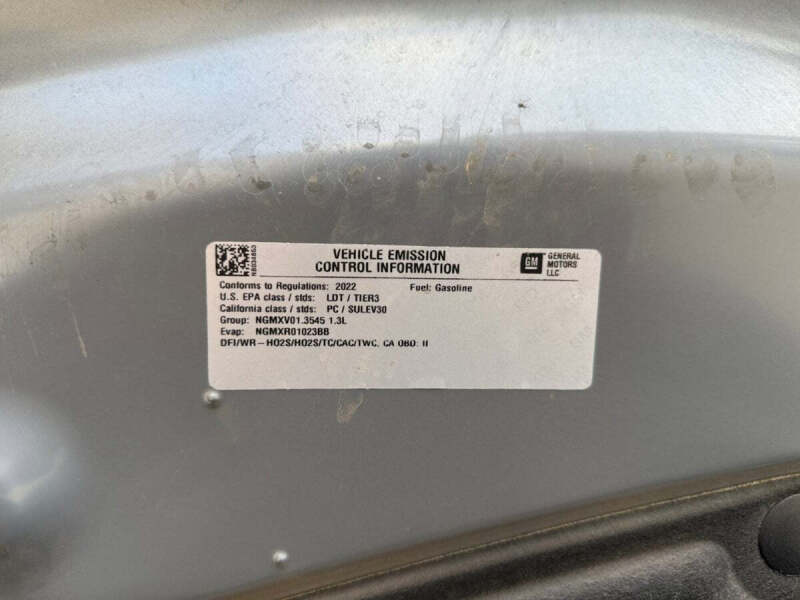 VEHICLE EMISSION
CONTROL INFORMATION
GM
GENERAL
MOTORS
LLC
Conforms to Regulations: 2022 Fuel: Gasoline
U.S. EPA class / stds: LDT / TIER3
California class / stds: PC / SULEV30
Group: NGMXV01.3545 1.3L
Evap: NGMXR01023BB
DFI/WR-HO2S/HO2S/TC/CAC/TWC, CA OBD: II